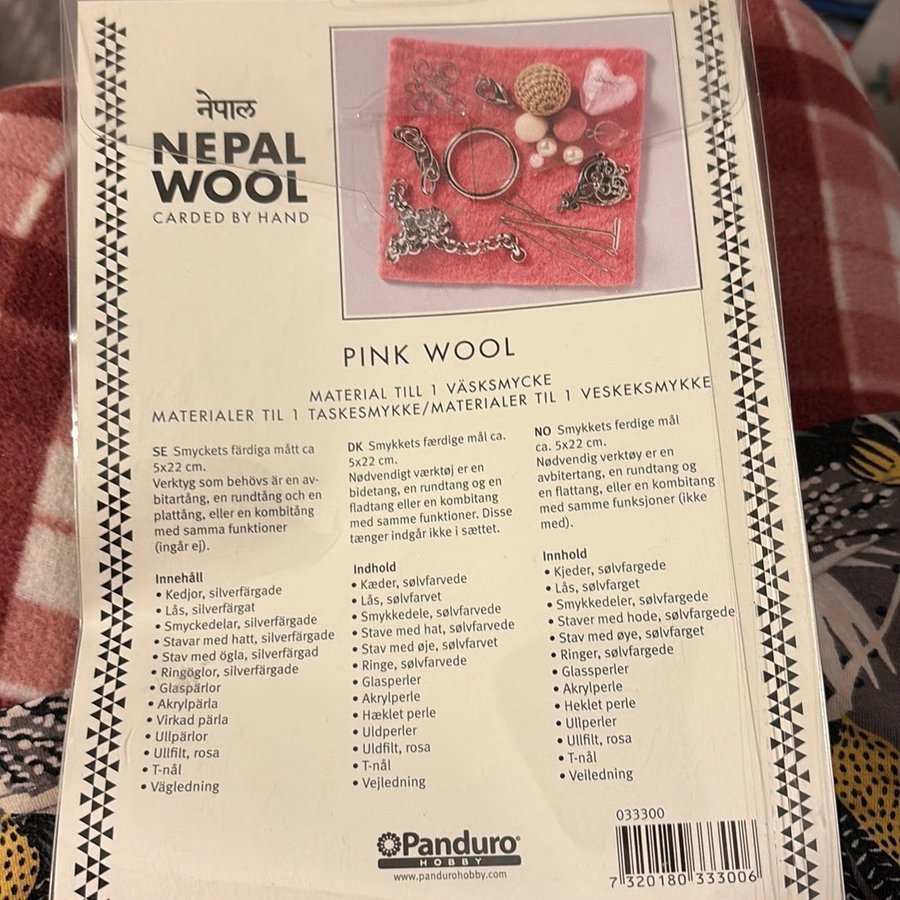 नेपाल
NEPAL
WOOL
CARDED BY HAND
PINK WOOL
MATERIAL TILL 1 VÄSKSMYCKE
MATERIALER TIL 1 TASKESMYKKE/MATERIALER TIL 1 VESKEKSMYKKE
SE Smyckets färdiga mått ca
5x22 cm.
Verktyg som behövs är en av-
bitartång, en rundtång och en
plattång, eller en kombitång
med samma funktioner
(ingår ej).
Innehåll
• Kedjor, silverfärgade
• Lås, silverfärgat
• Smyckedelar, silverfärgade
• Stavar med hatt, silverfärgade
• Stav med ögla, silverfärgad
• Ringöglor, silverfärgade
• Glaspärlor
• Akrylpärla
• Virkad pärla
• Ullpärlor
• Ullfilt, rosa
• T-nål
• Vägledning
DK Smykkets færdige mål ca.
5x22 cm.
Nødvendigt værktøj er en
bidetang, en rundtang og en
fladtang eller en kombitang
med samme funktioner. Disse
tænger indgår ikke i sættet.
Indhold
• Kæder, sølvfarvede
• Lås, sølvfarvet
• Smykkedele, sølvfarvede
• Stave med hat, sølvfarvede
• Stav med øje, sølvfarvet
• Ringe, sølvfarvede
• Glasperler
• Akrylperle
• Hæklet perle
• Uldperler
• Uldfilt, rosa
• T-nål
• Vejledning
NO Smykkets ferdige mål
ca. 5x22 cm.
Nødvendig verktøy er en
avbitertang, en rundtang og
en flattang, eller en kombitang
med samme funksjoner (ikke
med).
Innhold
• Kjeder, sølvfargede
• Lås, sølvfarget
• Smykkedeler, sølvfargede
• Staver med hode, sølvfargede
• Stav med øye, sølvfarget
• Ringer, sølvfargede
• Glassperler
• Akrylperle
• Heklet perle
• Ullperler
• Ullfilt, rosa
• T-nål
• Veiledning
Panduro®
HOBBY
www.pandurohobby.com
033300
7 320180 333006